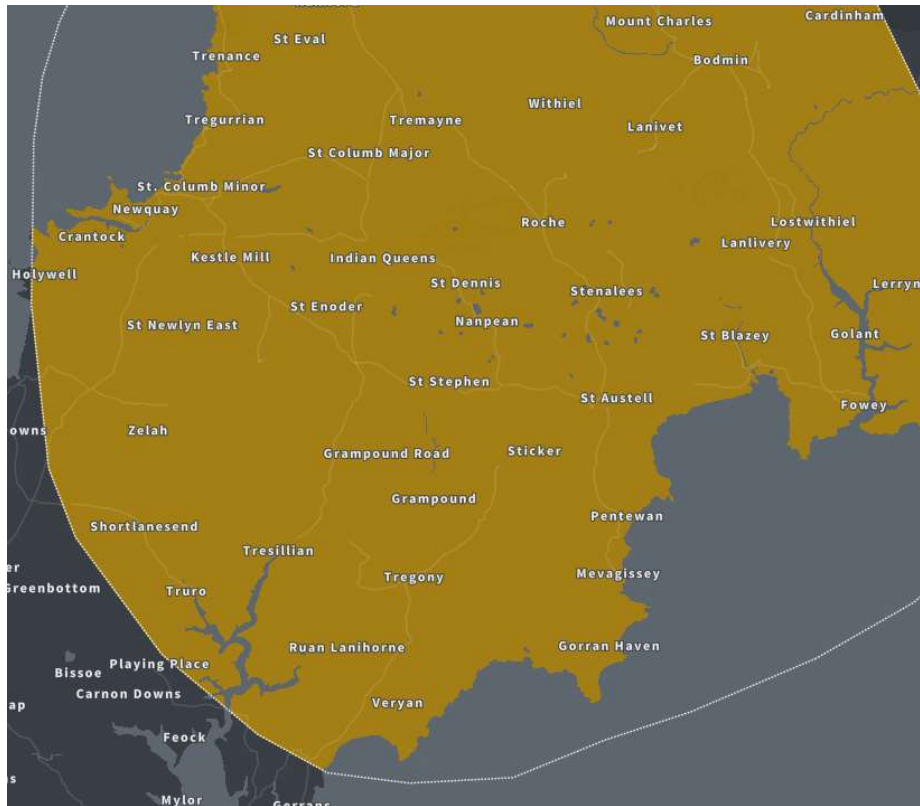 Mount Charles
Cardinham
St Eval
Trenance
Bodmin
Withiel
Tregurrian
Tremayne
Lanivet
St Columb Major
St. Columb Minor
Newquay
Roche
Lostwithiel
Crantock
Lanlivery
Kestle Mill
Indian Queens
Holywell
St Dennis
Stenalees
Lerryn
St Enoder
St Newlyn East
Nanpean
St Blazey
Golant
St Stephen
St Austell
Fowey
owns
Zelah
Grampound Road
Sticker
Grampound
Shortlanesend
Pentewan
Tresillian
er
Greenbottom
Tregony
Mevagissey
Truro
Ruan Lanihorne
Gorran Haven
Playing Place
Bissoe
Carnon Downs
ap
Veryan
Feock
s
Mylor
Gerrans